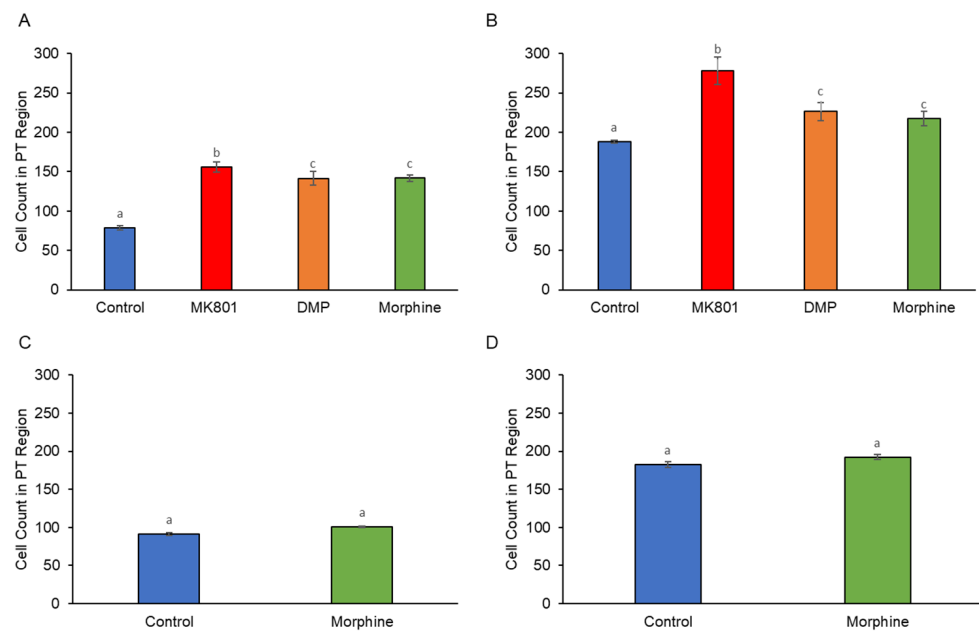 A
Cell Count in PT Region
300
250
200
150
100
50
0
a
b
c
c
Control MK801 DMP Morphine
B
Cell Count in PT Region
300
250
200
150
100
50
0
a
b
c
c
Control MK801 DMP Morphine
C
Cell Count in PT Region
300
250
200
150
100
50
0
a
a
Control Morphine
D
Cell Count in PT Region
300
250
200
150
100
50
0
a
a
Control Morphine